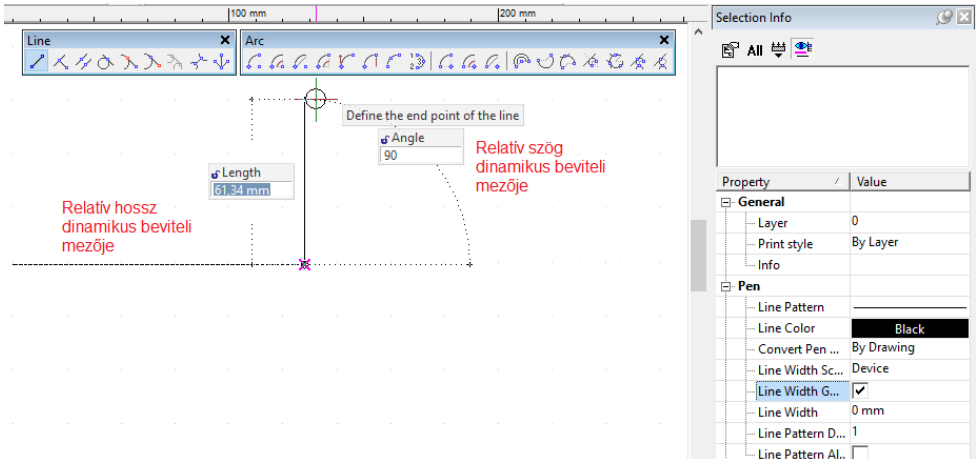 100 mm
200 mm
Line
Arc
Define the end point of the line
Angle
90
Relatív szög
dinamikus beviteli
mezője
Length
61,34 mm
Relatív hossz
dinamikus beviteli
mezője
Selection Info
All
Property
Value
General
Layer
0
Print style
By Layer
Info
Pen
Line Pattern
Line Color
Black
Convert Pen ...
By Drawing
Line Width Sc...
Device
Line Width G...
Line Width
0 mm
Line Pattern D...
1
Line Pattern Al...